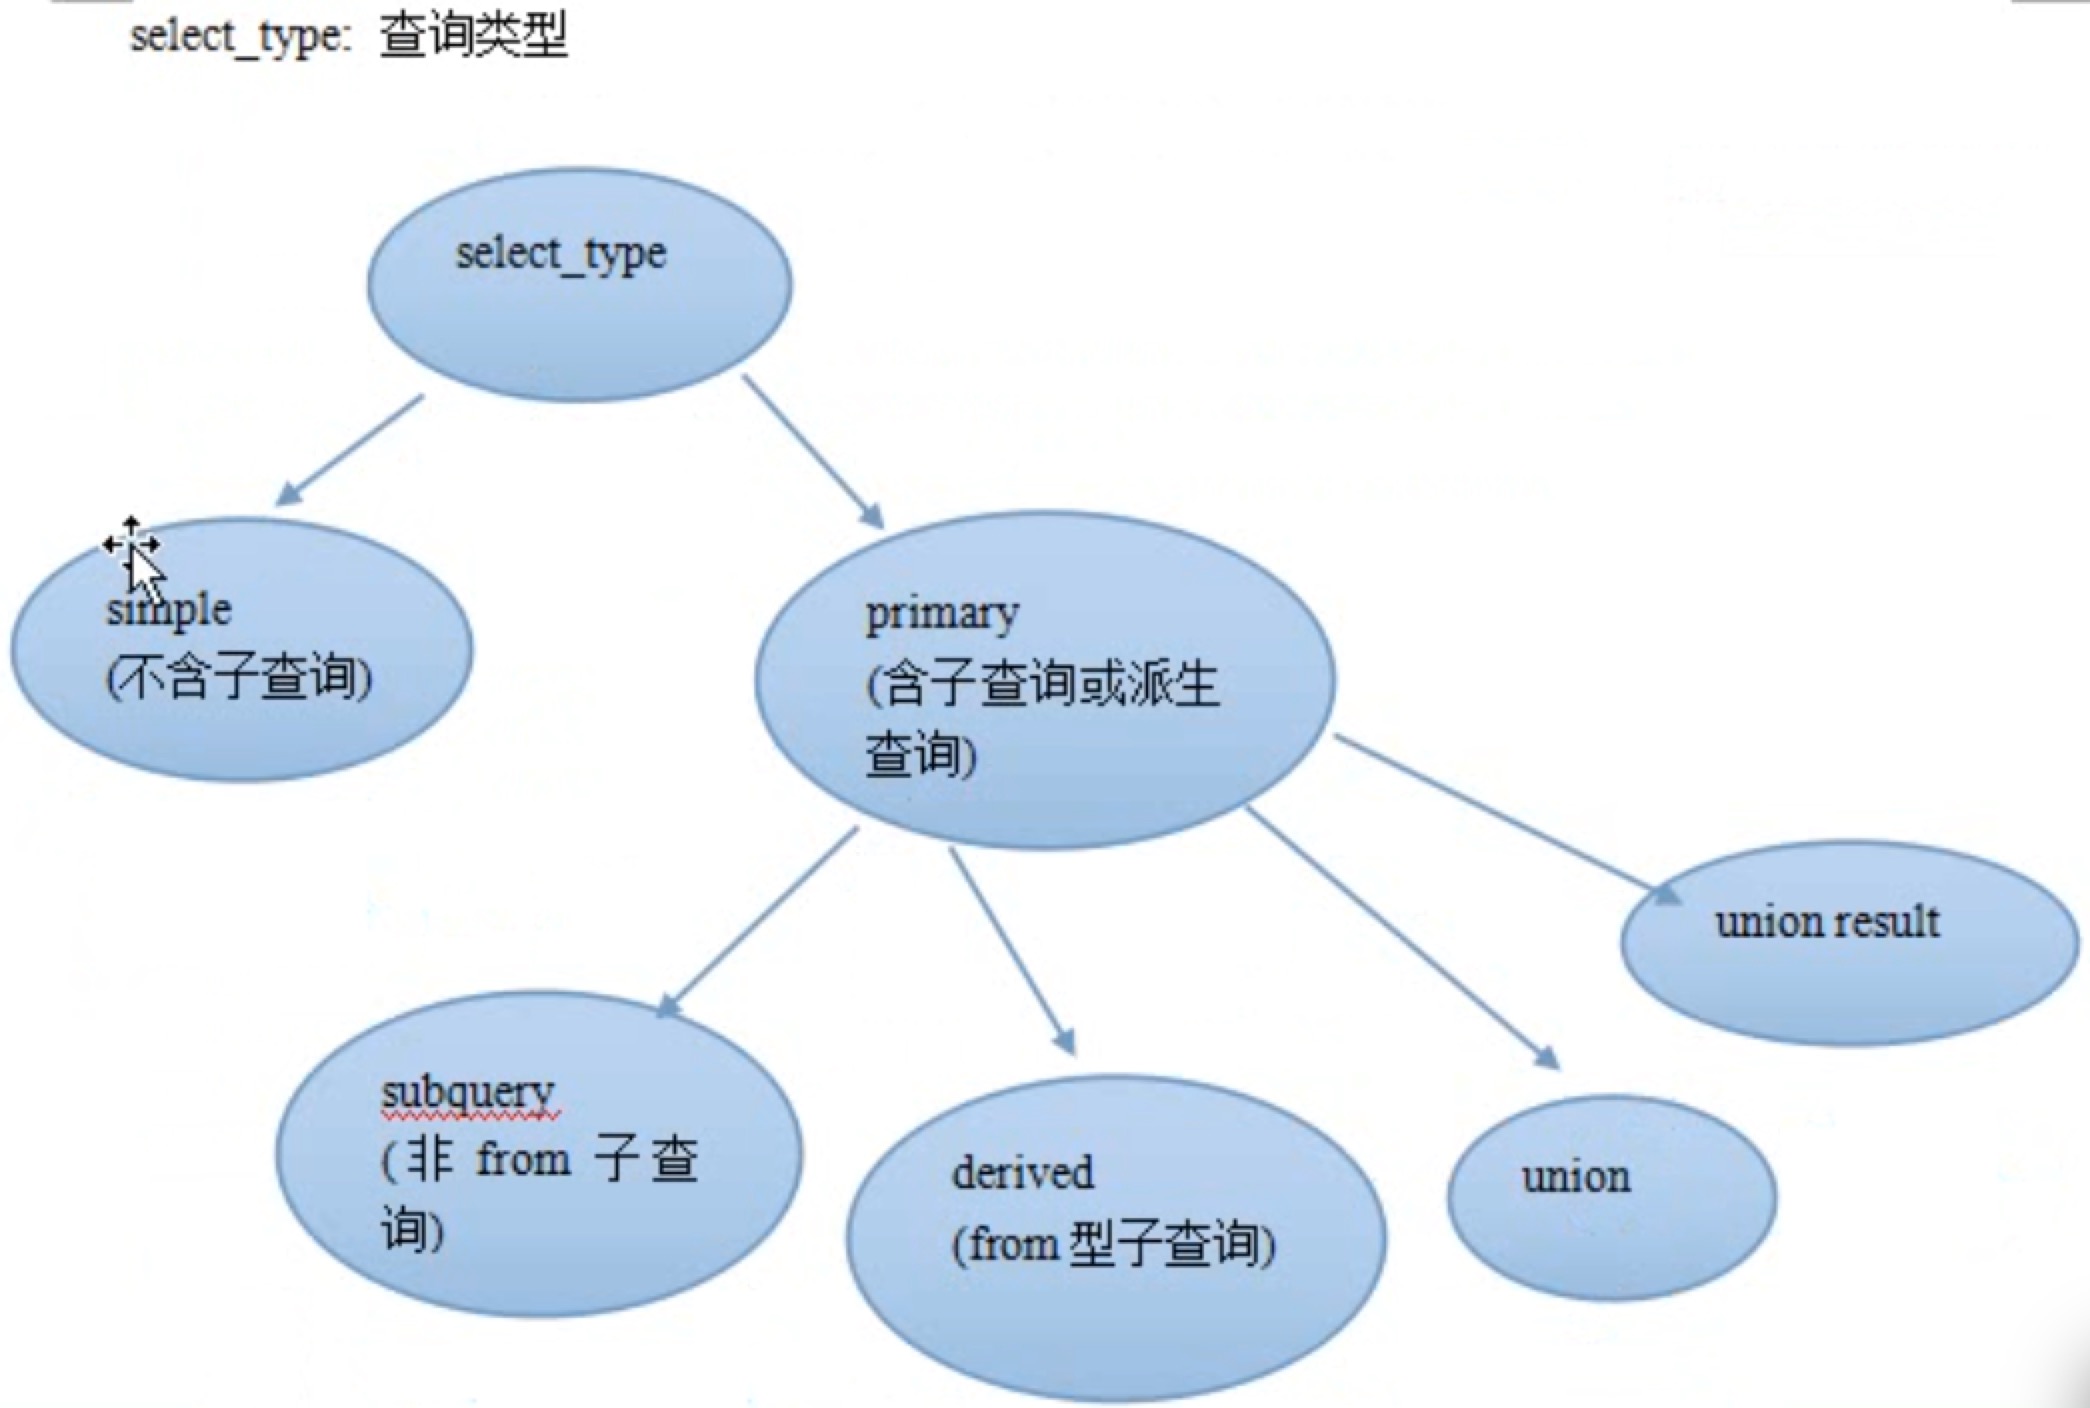 select_type: 查询类型
select_type
simple
(不含子查询)
primary
(含子查询或派生
查询)
union result
subquery
(非 from 子查
询)
derived
(from 型子查询)
union